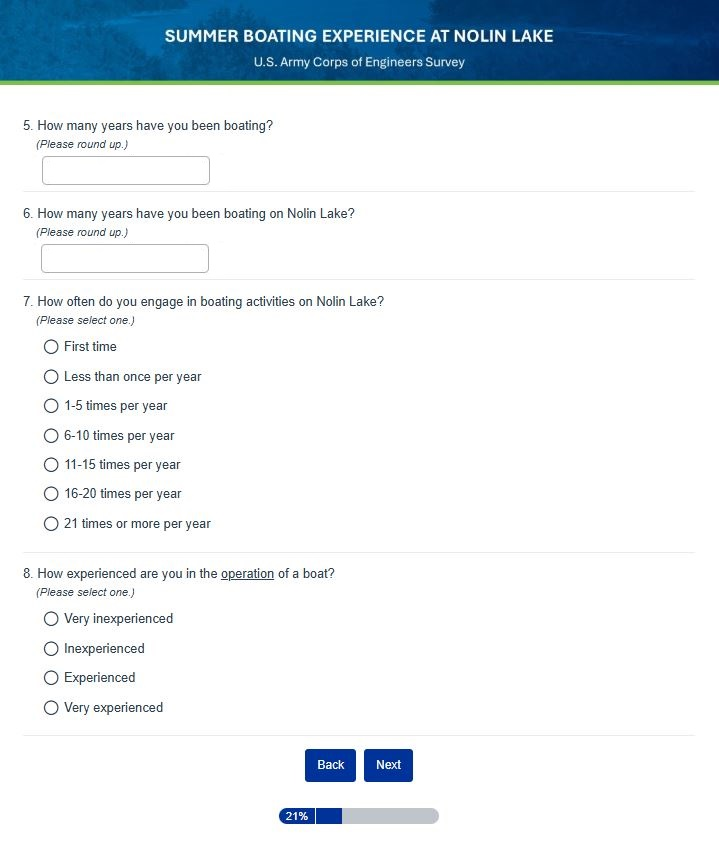 SUMMER BOATING EXPERIENCE AT NOLIN LAKE
U.S. Army Corps of Engineers Survey
5. How many years have you been boating?
(Please round up.)
6. How many years have you been boating on Nolin Lake?
(Please round up.)
7. How often do you engage in boating activities on Nolin Lake?
(Please select one.)
First time
Less than once per year
1-5 times per year
6-10 times per year
11-15 times per year
16-20 times per year
21 times or more per year
8. How experienced are you in the operation of a boat?
(Please select one.)
Very inexperienced
Inexperienced
Experienced
Very experienced
Back Next
21%